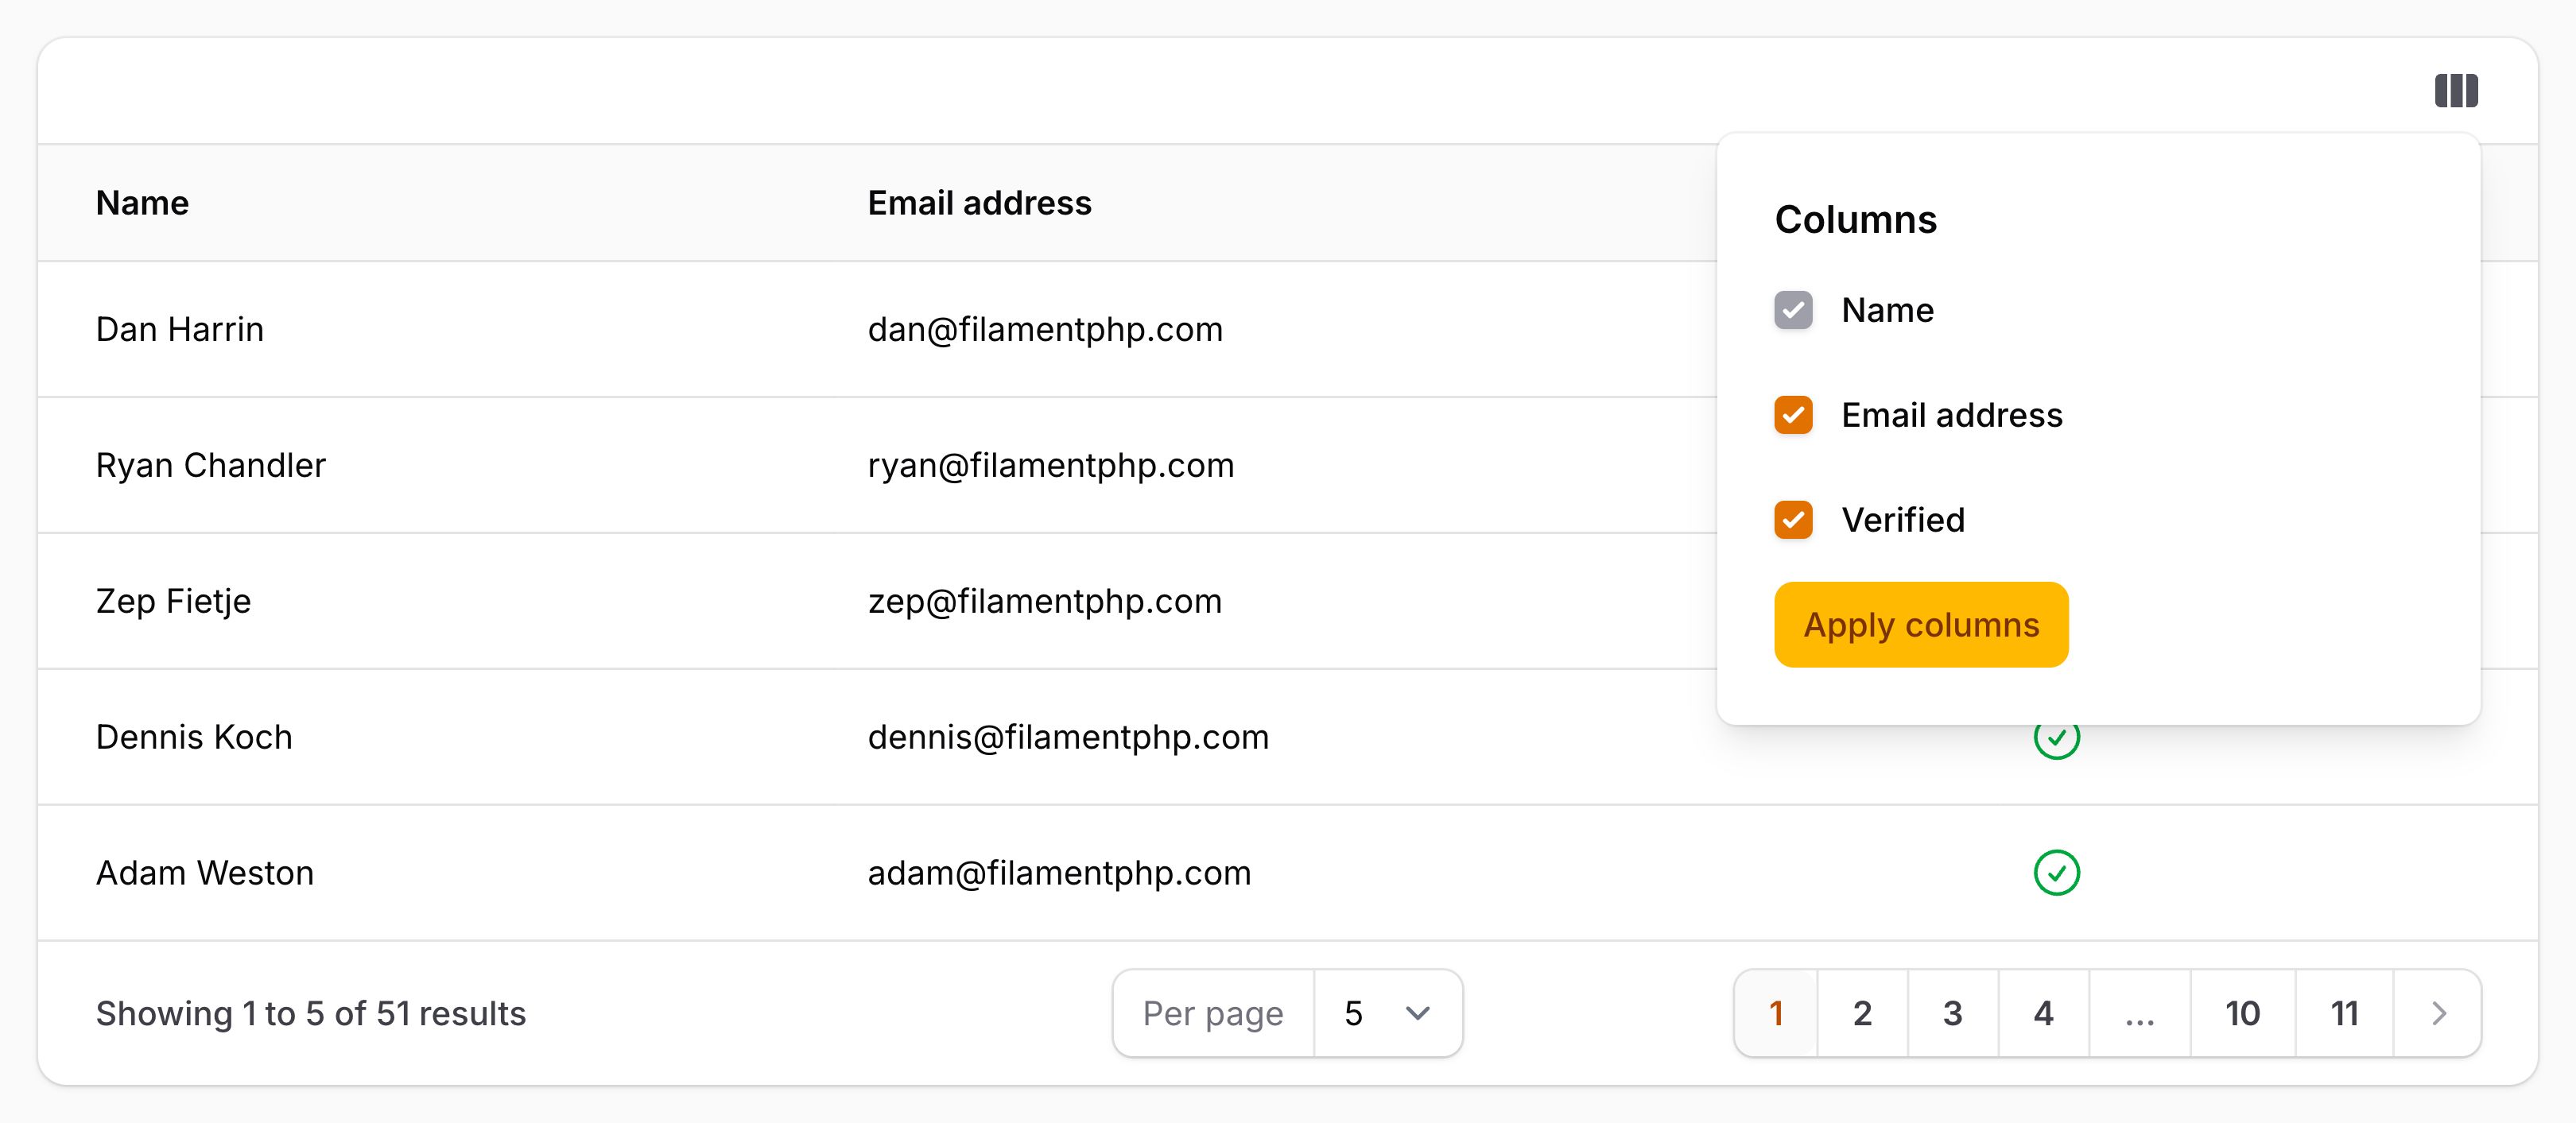 Name Email address
Columns
Name
Email address
Verified
Apply columns
Dan Harrin dan@filamentphp.com
Ryan Chandler ryan@filamentphp.com
Zep Fietje zep@filamentphp.com
Dennis Koch dennis@filamentphp.com
Adam Weston adam@filamentphp.com
Showing 1 to 5 of 51 results Per page 5 1 2 3 4 ... 10 11